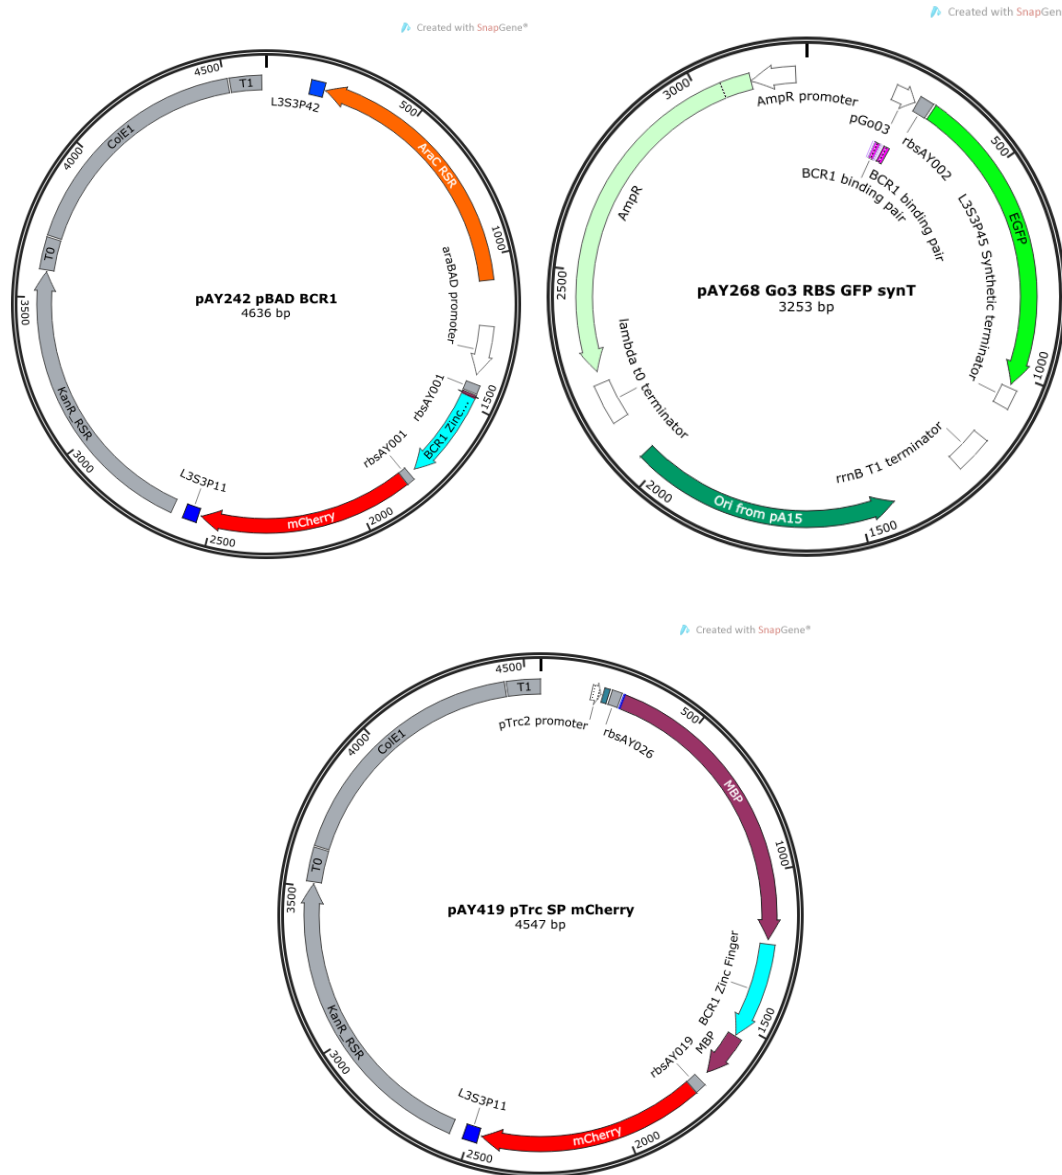 Created with SnapGene®
4500
T1
L3S3P42
500
AraC RSR
1000
araBAD promoter
1500
rbsAY001
BCR1 Zinc...
rbsAY001
2000
mCherry
2500
L3S3P11
3000
KanR_RSR
3500
T0
4000
ColE1
pAY242 pBAD BCR1
4636 bp
Created with SnapGen
3000
AmpR promoter
pGo03
rbsAY002
500
BCR1 binding pair
BCR1 binding pair
EGFP
L3S3P45 Synthetic terminator
1000
rrnB T1 terminator
1500
Ori from pA15
2000
lambda t0 terminator
2500
AmpR
pAY268 Go3 RBS GFP synT
3253 bp
Created with SnapGene®
4500
T1
pTrc2 promoter
rbsAY026
500
MBP
1000
BCR1 Zinc Finger
1500
MBP
rbsAY019
2000
mCherry
2500
L3S3P11
3000
KanR_RSR
3500
T0
4000
ColE1
pAY419 pTrc SP mCherry
4547 bp